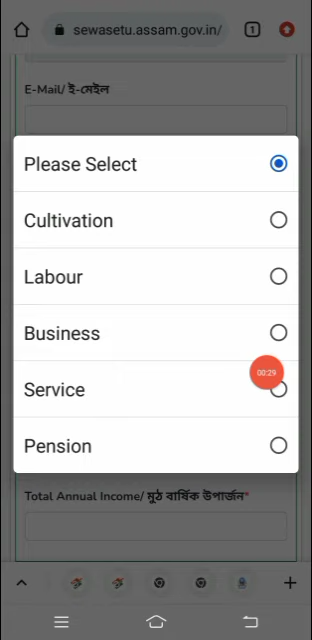 sewasetu.assam.gov.in/
1
E-Mail/ ই-মেইল
Please Select
Cultivation
Labour
Business
00:29
Service
Pension
Total Annual Income/ মুঠ বাৰ্ষিক উপাৰ্জন*